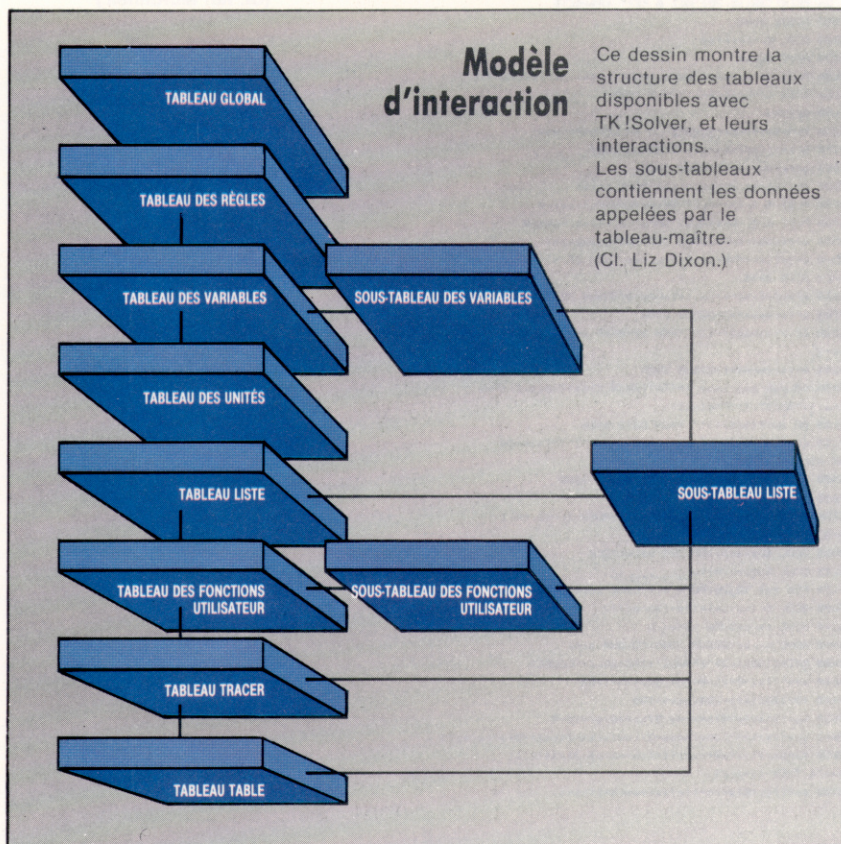 Modèle
d'interaction
Ce dessin montre la
structure des tableaux
disponibles avec
TK!Solver, et leurs
interactions.
Les sous-tableaux
contiennent les données
appelées par le
tableau-maître.
(Cl. Liz Dixon.)
TABLEAU GLOBAL
TABLEAU DES RÈGLES
TABLEAU DES VARIABLES
SOUS-TABLEAU DES VARIABLES
TABLEAU DES UNITÉS
TABLEAU LISTE
SOUS-TABLEAU LISTE
TABLEAU DES FONCTIONS
UTILISATEUR
SOUS-TABLEAU DES FONCTIONS
UTILISATEUR
TABLEAU TRACER
TABLEAU TABLE